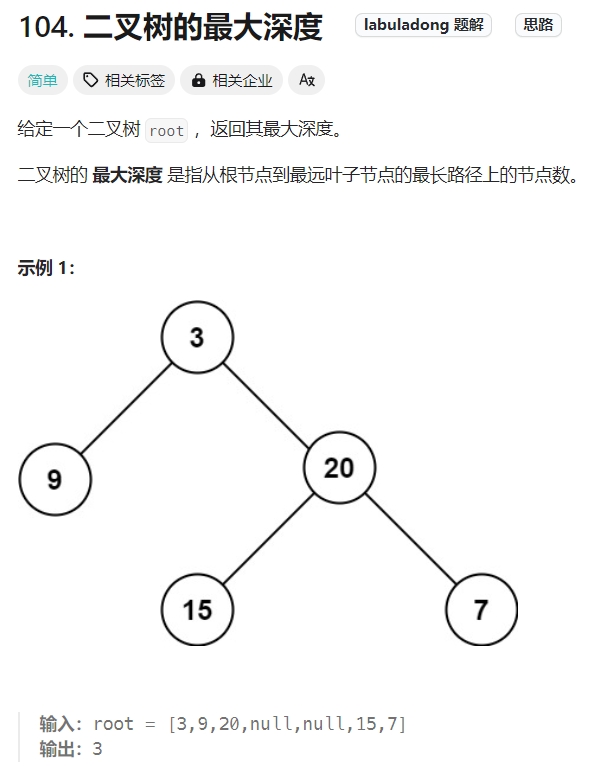 104. 二叉树的最大深度 labuladong 题解 思路
简单 相关标签 相关企业 A文
给定一个二叉树 root ，返回其最大深度。
二叉树的 最大深度 是指从根节点到最远叶子节点的最长路径上的节点数。
示例 1：
3
9
20
15
7
输入：root = [3,9,20,null,null,15,7]
输出：3